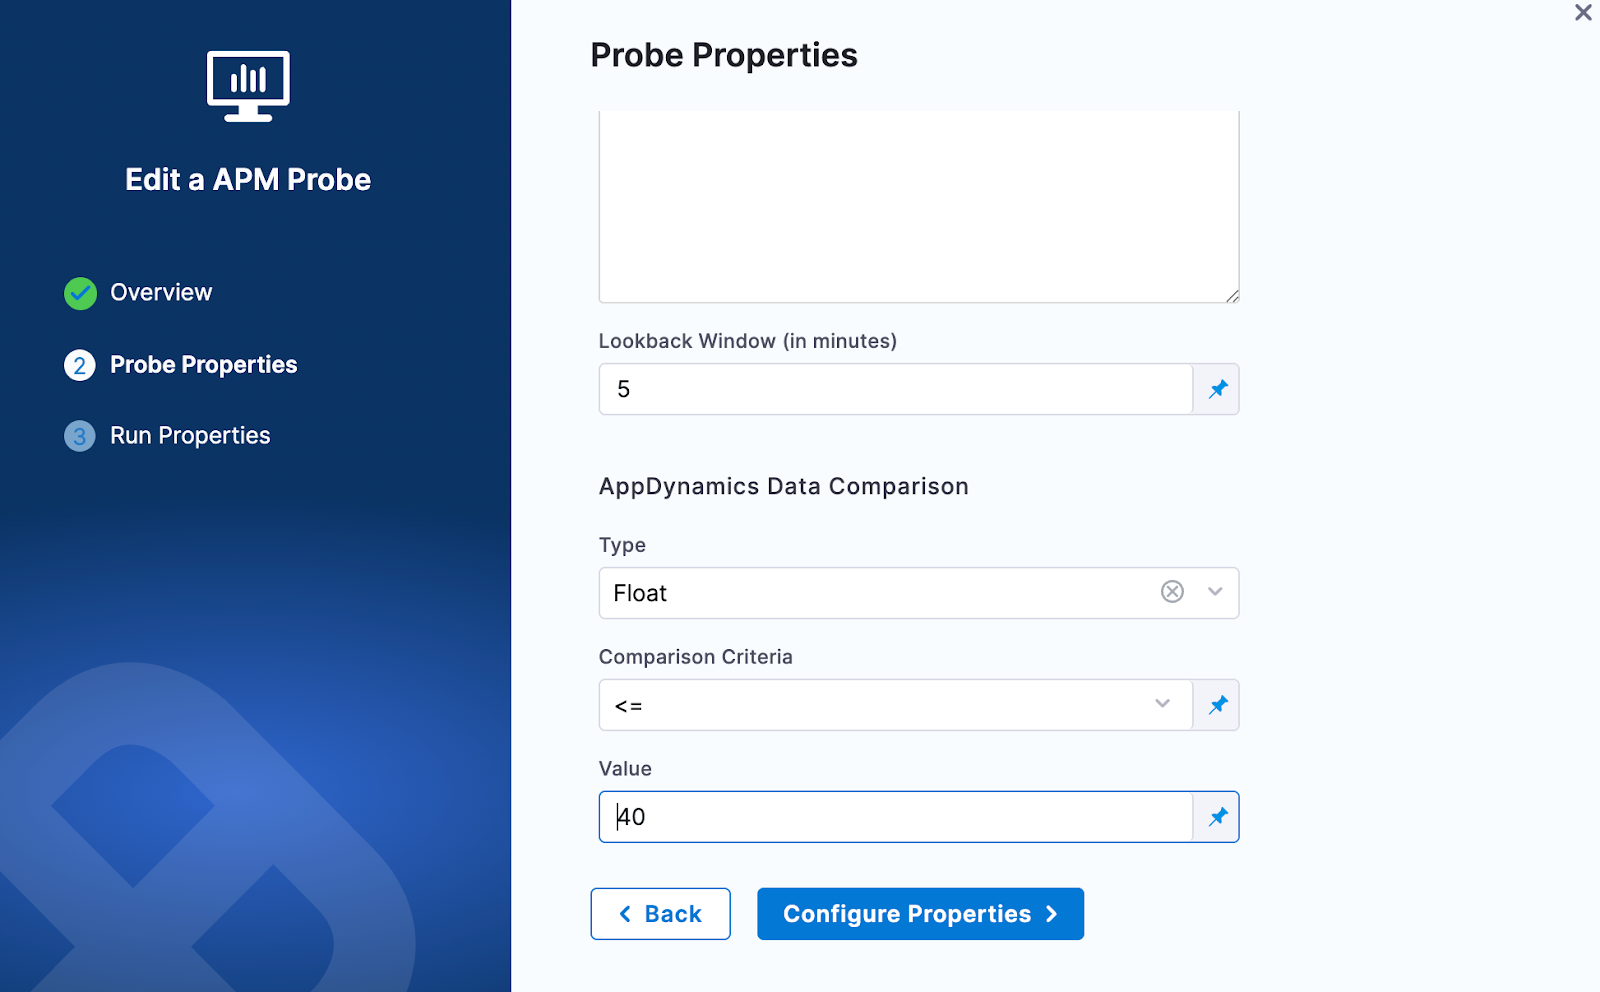 Edit a APM Probe
Overview
2 Probe Properties
3 Run Properties
Probe Properties
Lookback Window (in minutes)
5
AppDynamics Data Comparison
Type
Float
Comparison Criteria
<=
Value
40
Back
Configure Properties